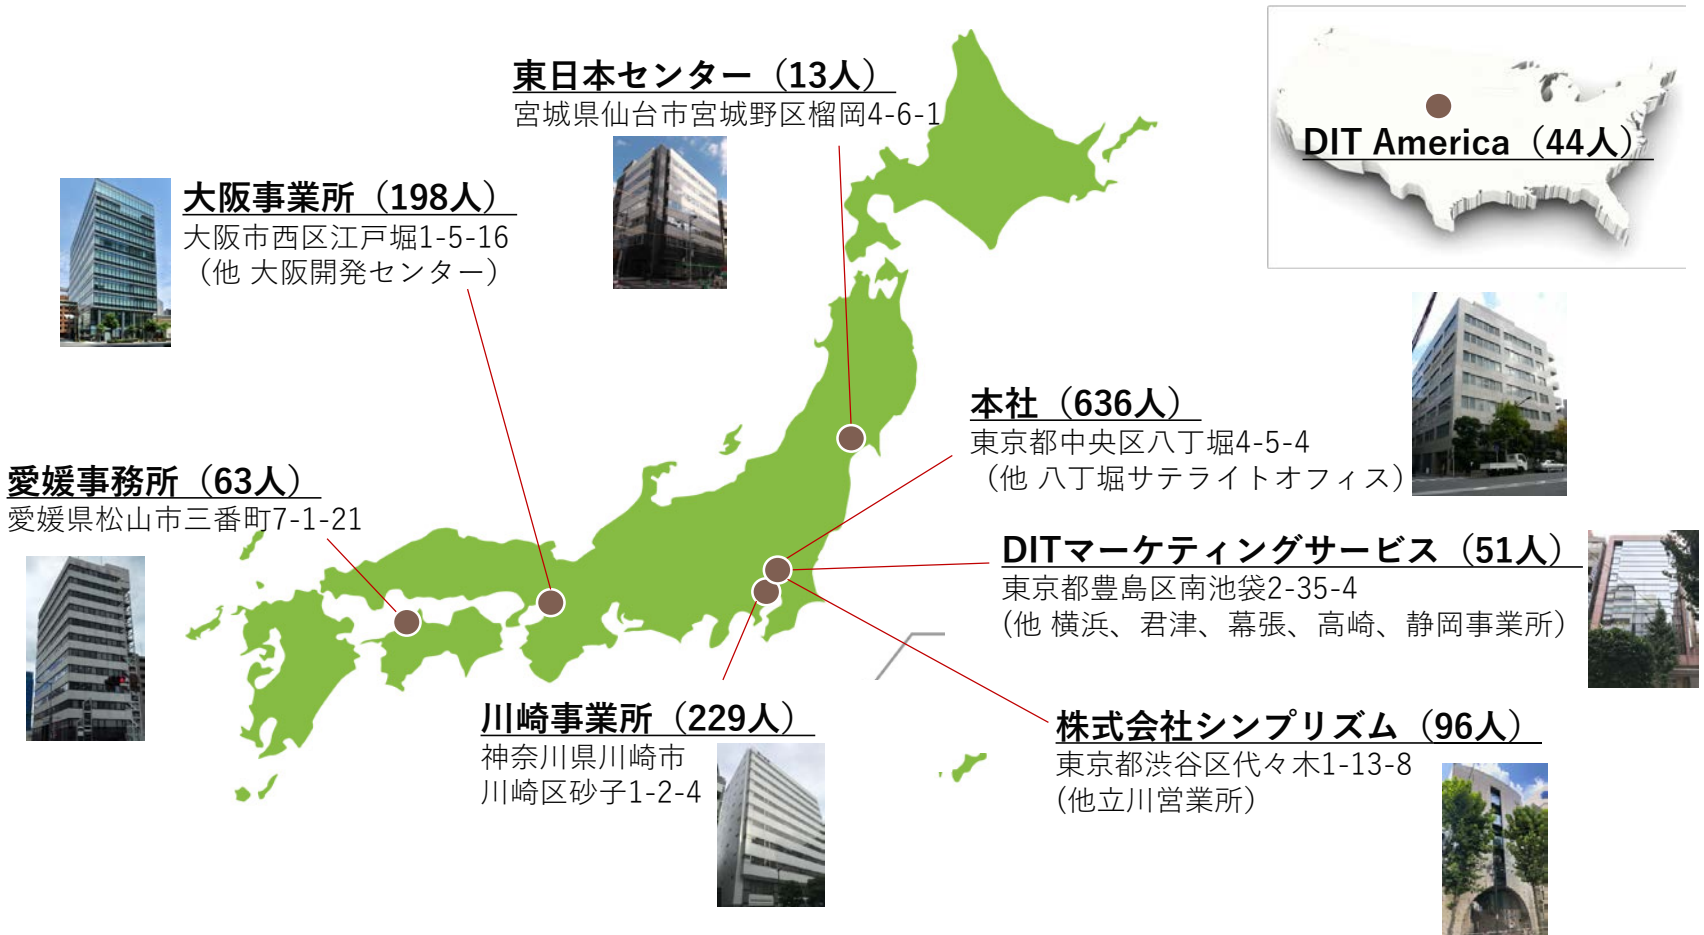 東日本センター（13人）
宮城県仙台市宮城野区榴岡4-6-1
DIT America（44人）
大阪事業所（198人）
大阪市西区江戸堀1-5-16
（他 大阪開発センター）
本社（636人）
東京都中央区八丁堀4-5-4
（他 八丁堀サテライトオフィス）
愛媛事務所（63人）
愛媛県松山市三番町7-1-21
DITマーケティングサービス（51人）
東京都豊島区南池袋2-35-4
(他 横浜、君津、幕張、高崎、静岡事業所）
川崎事業所（229人）
神奈川県川崎市
川崎区砂子1-2-4
株式会社シンプリズム（96人）
東京都渋谷区代々木1-13-8
(他立川営業所）